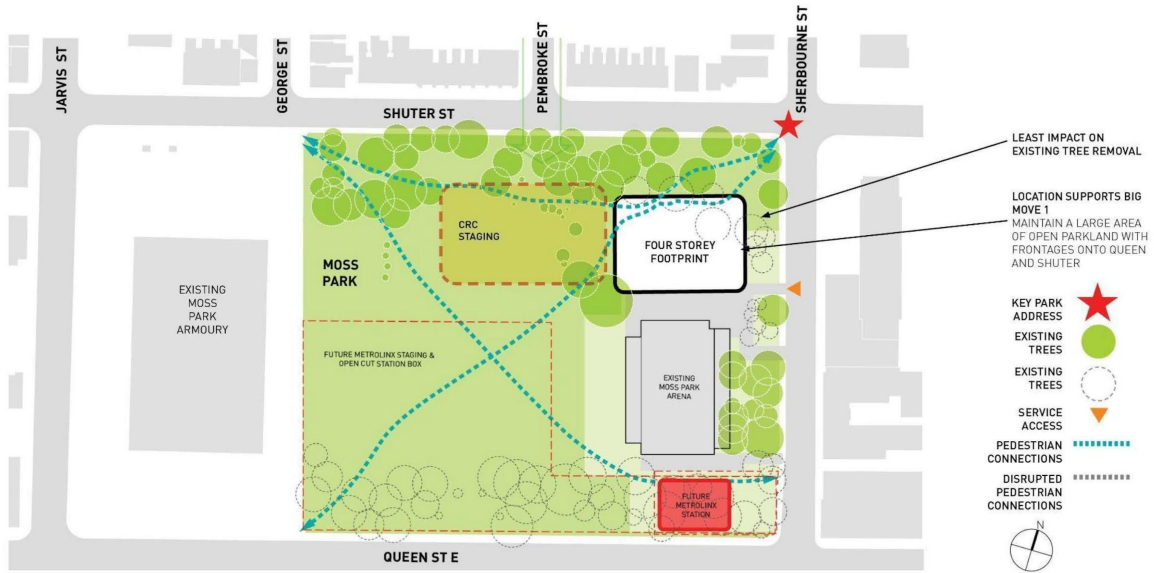 JARVIS ST
GEORGE ST
PEMBROKE ST
SHERBOURNE ST
SHUTER ST
LEAST IMPACT ON
EXISTING TREE REMOVAL
LOCATION SUPPORTS BIG
MOVE 1
MAINTAIN A LARGE AREA
OF OPEN PARKLAND WITH
FRONTAGES ONTO QUEEN
AND SHUTER
CRC
STAGING
FOUR STOREY
FOOTPRINT
MOSS
PARK
EXISTING
MOSS
PARK
ARMOURY
FUTURE METROLINX STAGING &
OPEN CUT STATION BOX
EXISTING
MOSS PARK
ARENA
FUTURE
METROLINX
STATION
QUEEN ST E
KEY PARK
ADDRESS
EXISTING
TREES
EXISTING
TREES
SERVICE
ACCESS
PEDESTRIAN
CONNECTIONS
DISRUPTED
PEDESTRIAN
CONNECTIONS
N